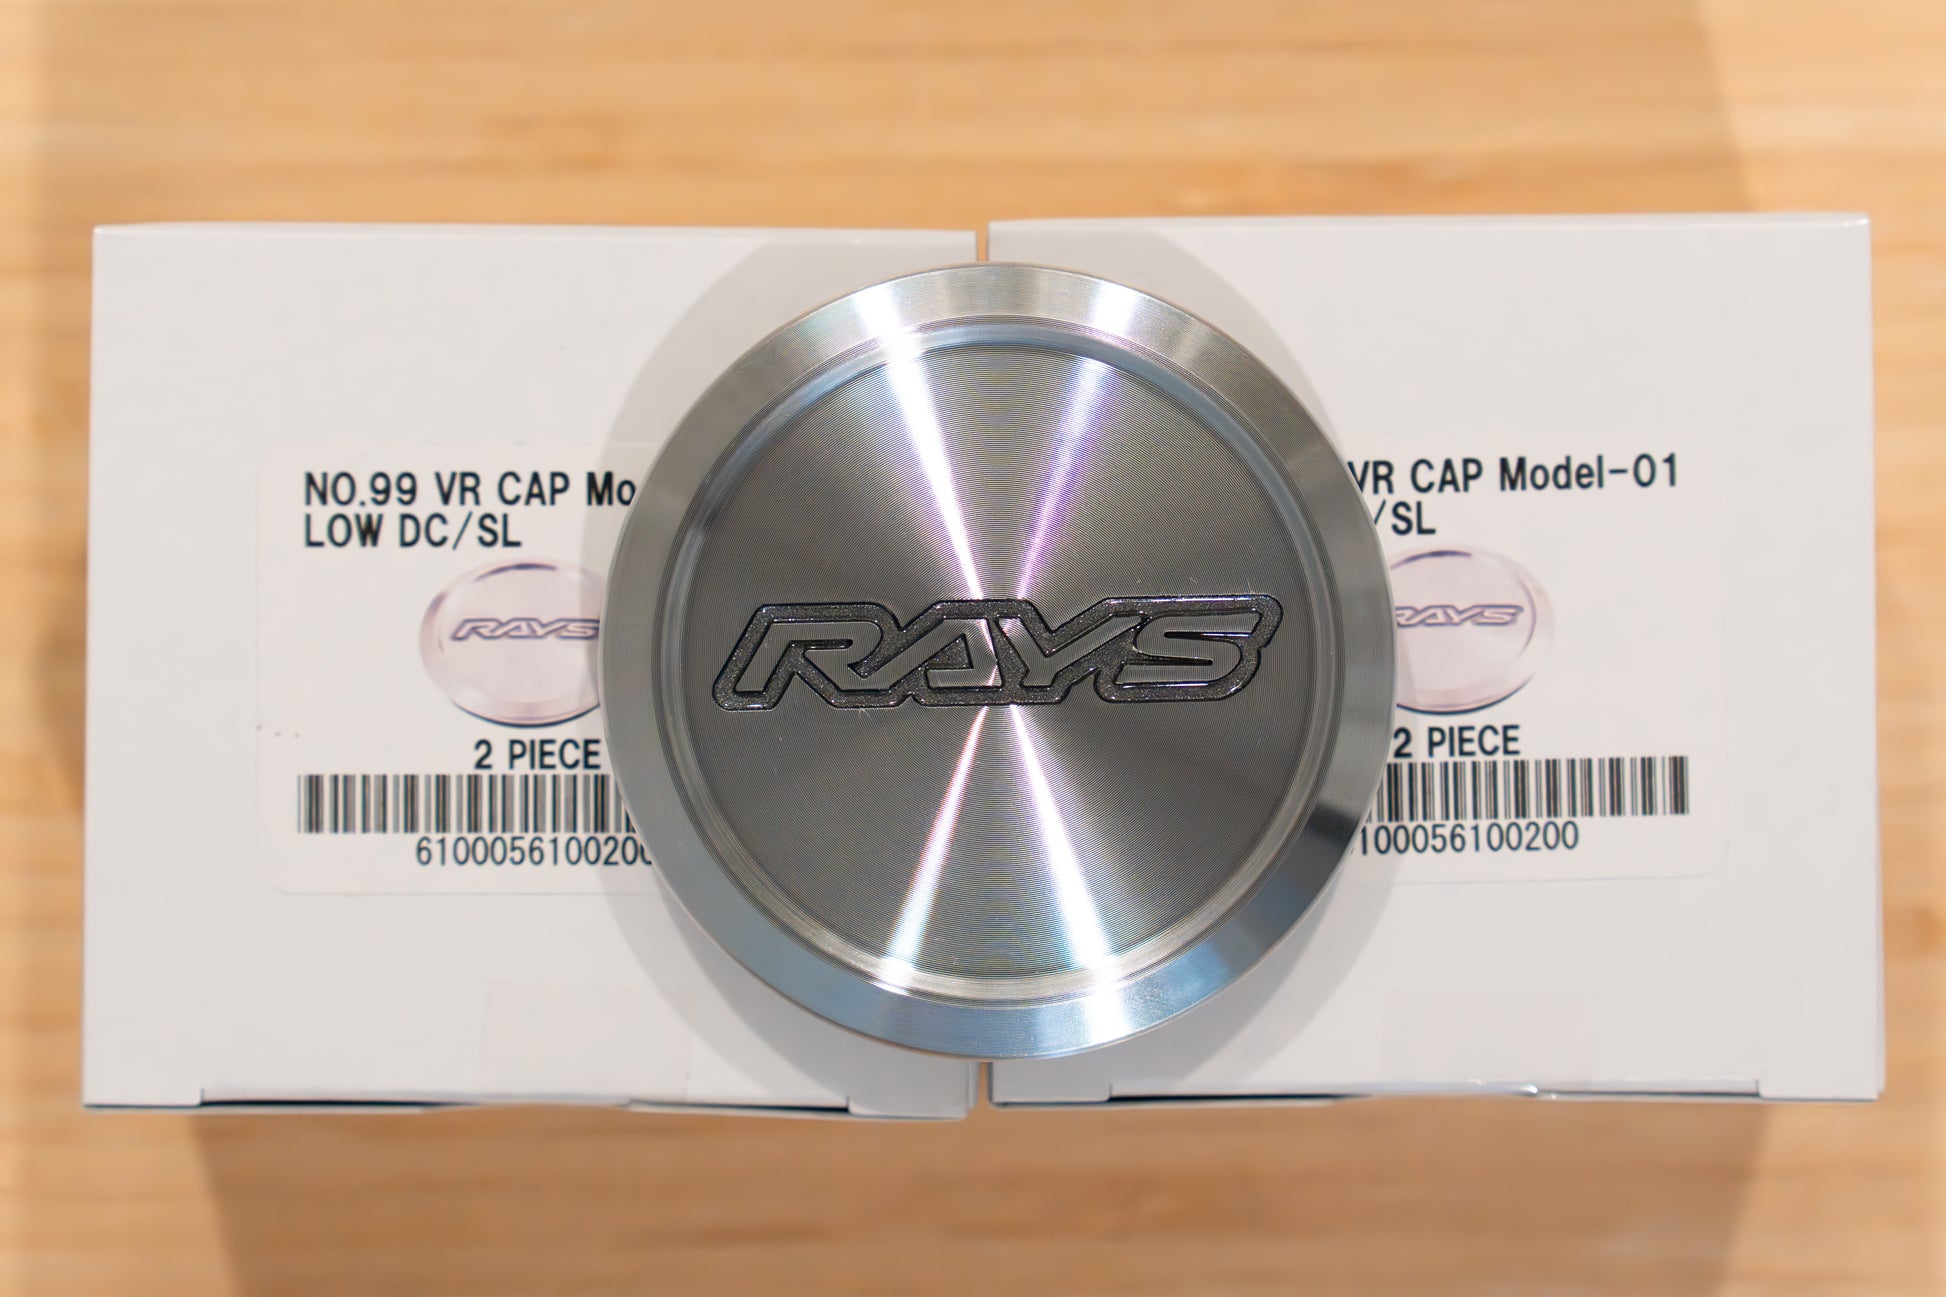 NO.99 VR CAP Mo
LOW DC/SL
RAYS
2 PIECE
610005610020
RAYS
VR CAP Model-01
/SL
RAYS
2 PIECE
100056100200